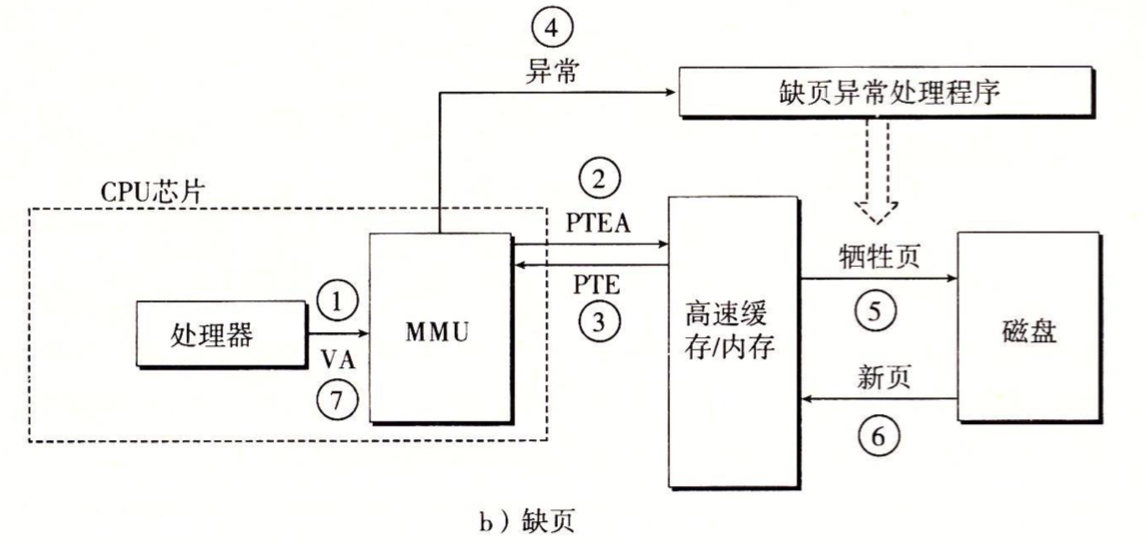 ④
异常
缺页异常处理程序
CPU芯片
②
PTEA
PTE
③
①
处理器
VA
⑦
MMU
高速缓
存/内存
牺牲页
⑤
新页
⑥
磁盘
b）缺页